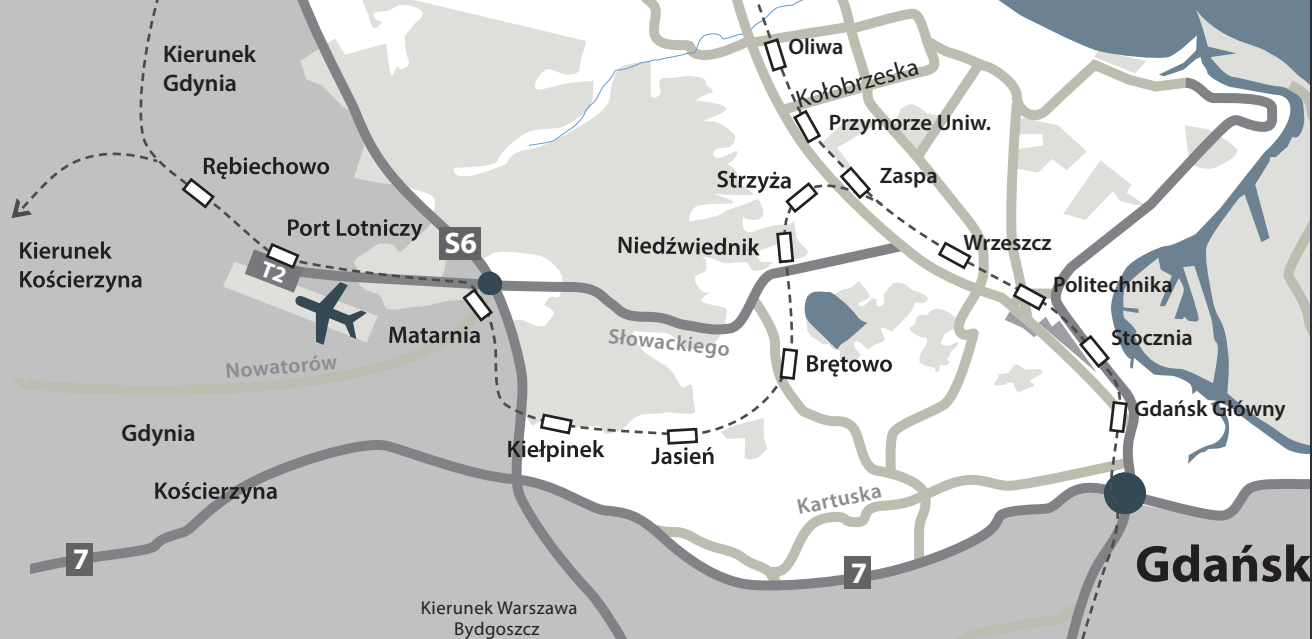 Kierunek
Gdynia
Oliwa
Kołobrzeska
Przymorze Uniw.
Rębiechowo
Strzyża
Zaspa
Port Lotniczy
S6
Niedźwiednik
Wrzeszcz
Kierunek
Kościerzyna
T2
Politechnika
Matarnia
Słowackiego
Stocznia
Nowatorów
Brętowo
Gdańsk Główny
Gdynia
Kiełpinek
Jasień
Kościerzyna
Kartuska
7
7
Gdańsk
Kierunek Warszawa
Bydgoszcz